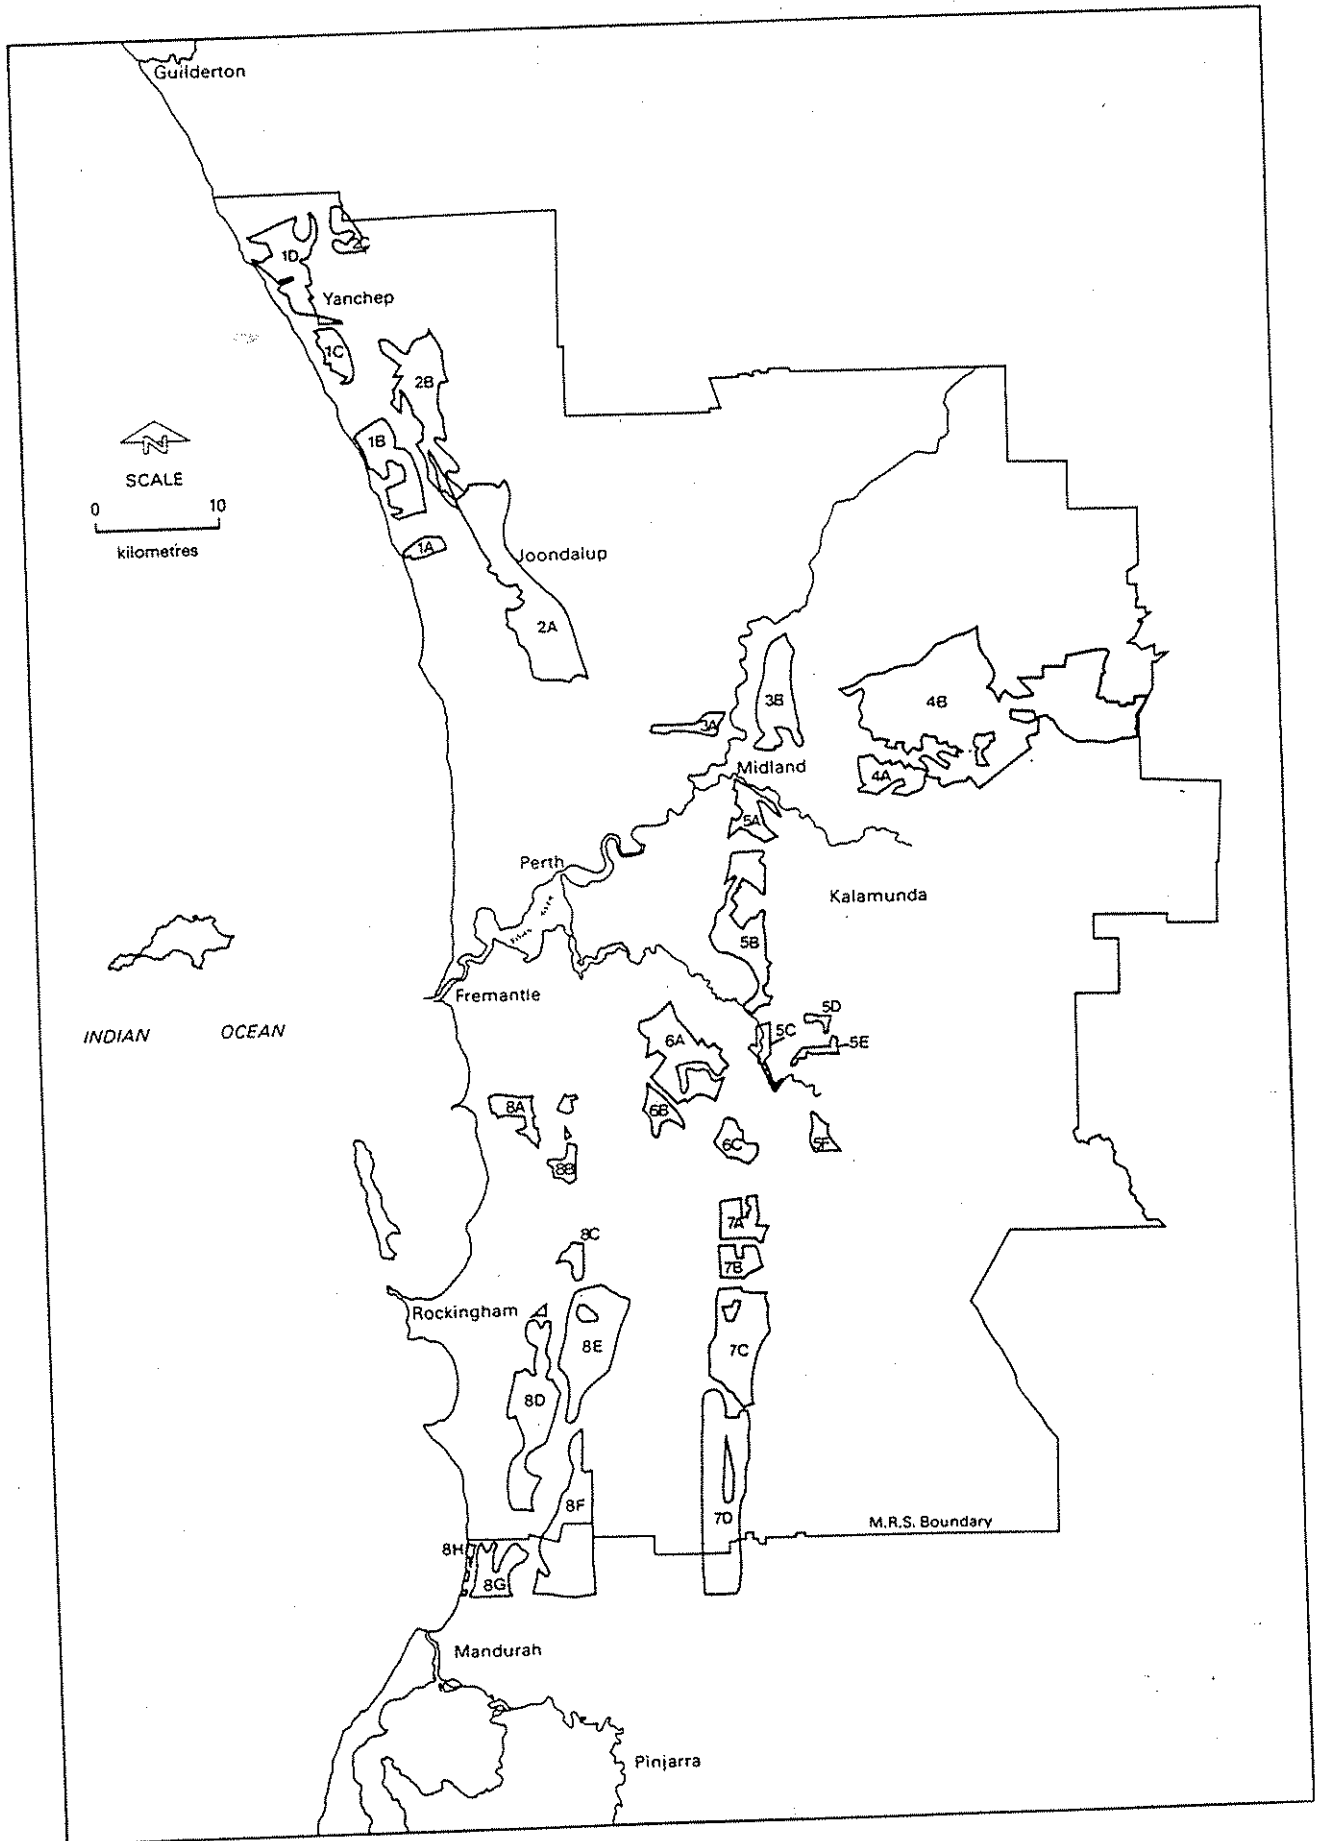 Guilderton
2C
1D
Yanchep
1C
2B
1B
N
SCALE
0 10
kilometres
1A
Joondalup
2A
3B
4B
3A
Midland
4A
5A
Perth
Kalamunda
5B
Fremantle
5D
INDIAN OCEAN
5C
6A
5E
8A
6B
5F
6C
8B
7A
8C
7B
Rockingham
8E
7C
8D
8F
7D
M.R.S. Boundary
8H
8G
Mandurah
Pinjarra